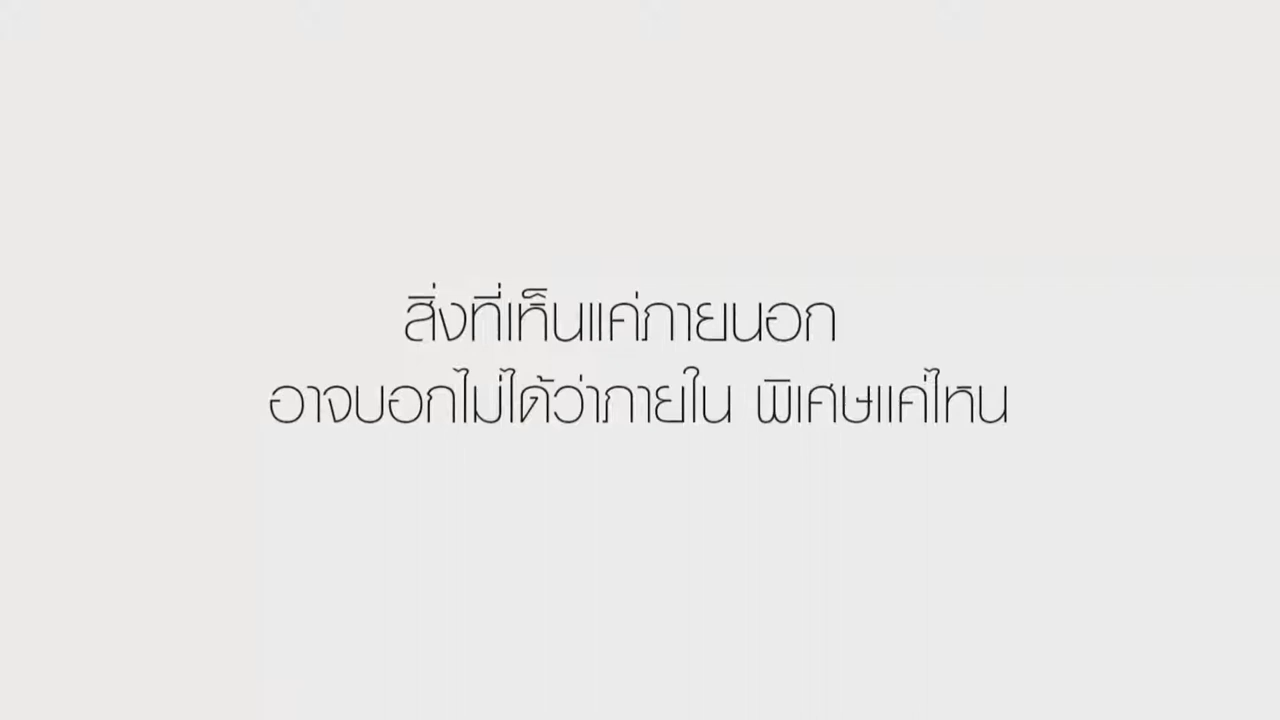 สิ่งที่เห็นแค่ภายนอก
อาจบอกไม่ได้ว่าภายใน พิเศษแค่ไหน